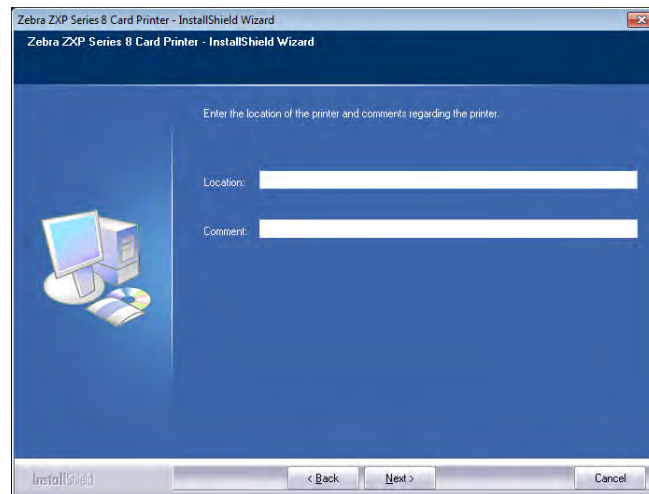 Zebra ZXP Series 8 Card Printer - InstallShield Wizard
Zebra ZXP Series 8 Card Printer - InstallShield Wizard
Enter the location of the printer and comments regarding the printer.
Location:
Comment:
InstallShield
< Back Next > Cancel